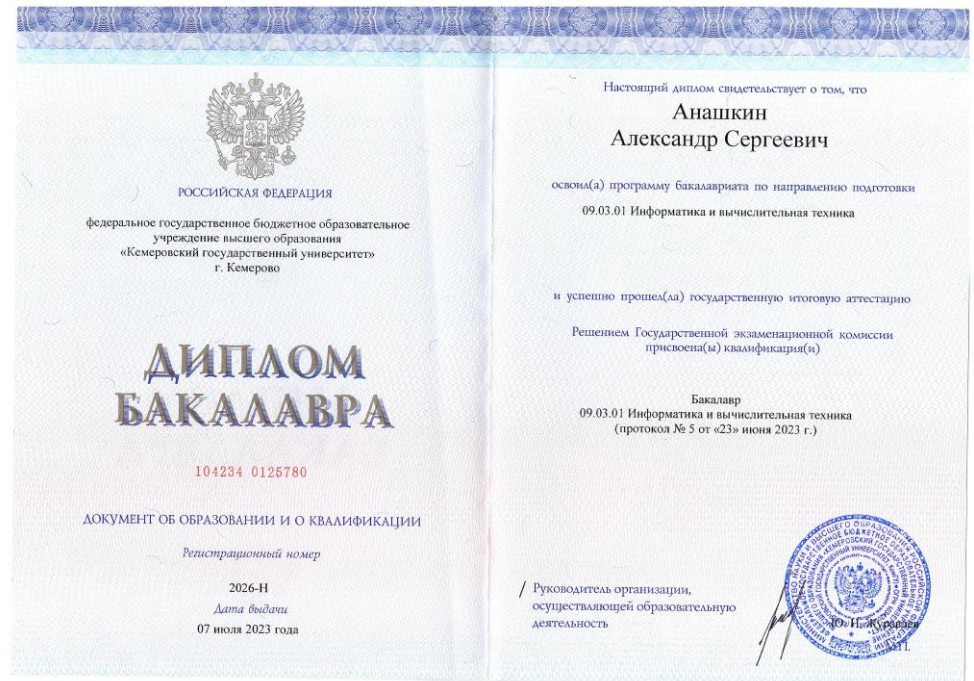 РОССИЙСКАЯ ФЕДЕРАЦИЯ
федеральное государственное бюджетное образовательное
учреждение высшего образования
«Кемеровский государственный университет»
г. Кемерово
ДИПЛОМ
БАКАЛАВРА
104234 0125780
ДОКУМЕНТ ОБ ОБРАЗОВАНИИ И О КВАЛИФИКАЦИИ
Регистрационный номер
2026-Н
Дата выдачи
07 июля 2023 года
Настоящий диплом свидетельствует о том, что
Анашкин
Александр Сергеевич
освоил(а) программу бакалавриата по направлению подготовки
09.03.01 Информатика и вычислительная техника
и успешно прошел(ла) государственную итоговую аттестацию
Решением Государственной экзаменационной комиссии
присвоена(ы) квалификация(и)
Бакалавр
09.03.01 Информатика и вычислительная техника
(протокол № 5 от «23» июня 2023 г.)
/ Руководитель организации,
осуществляющей образовательную
деятельность
Ю. Н. Журавлев
М.П.